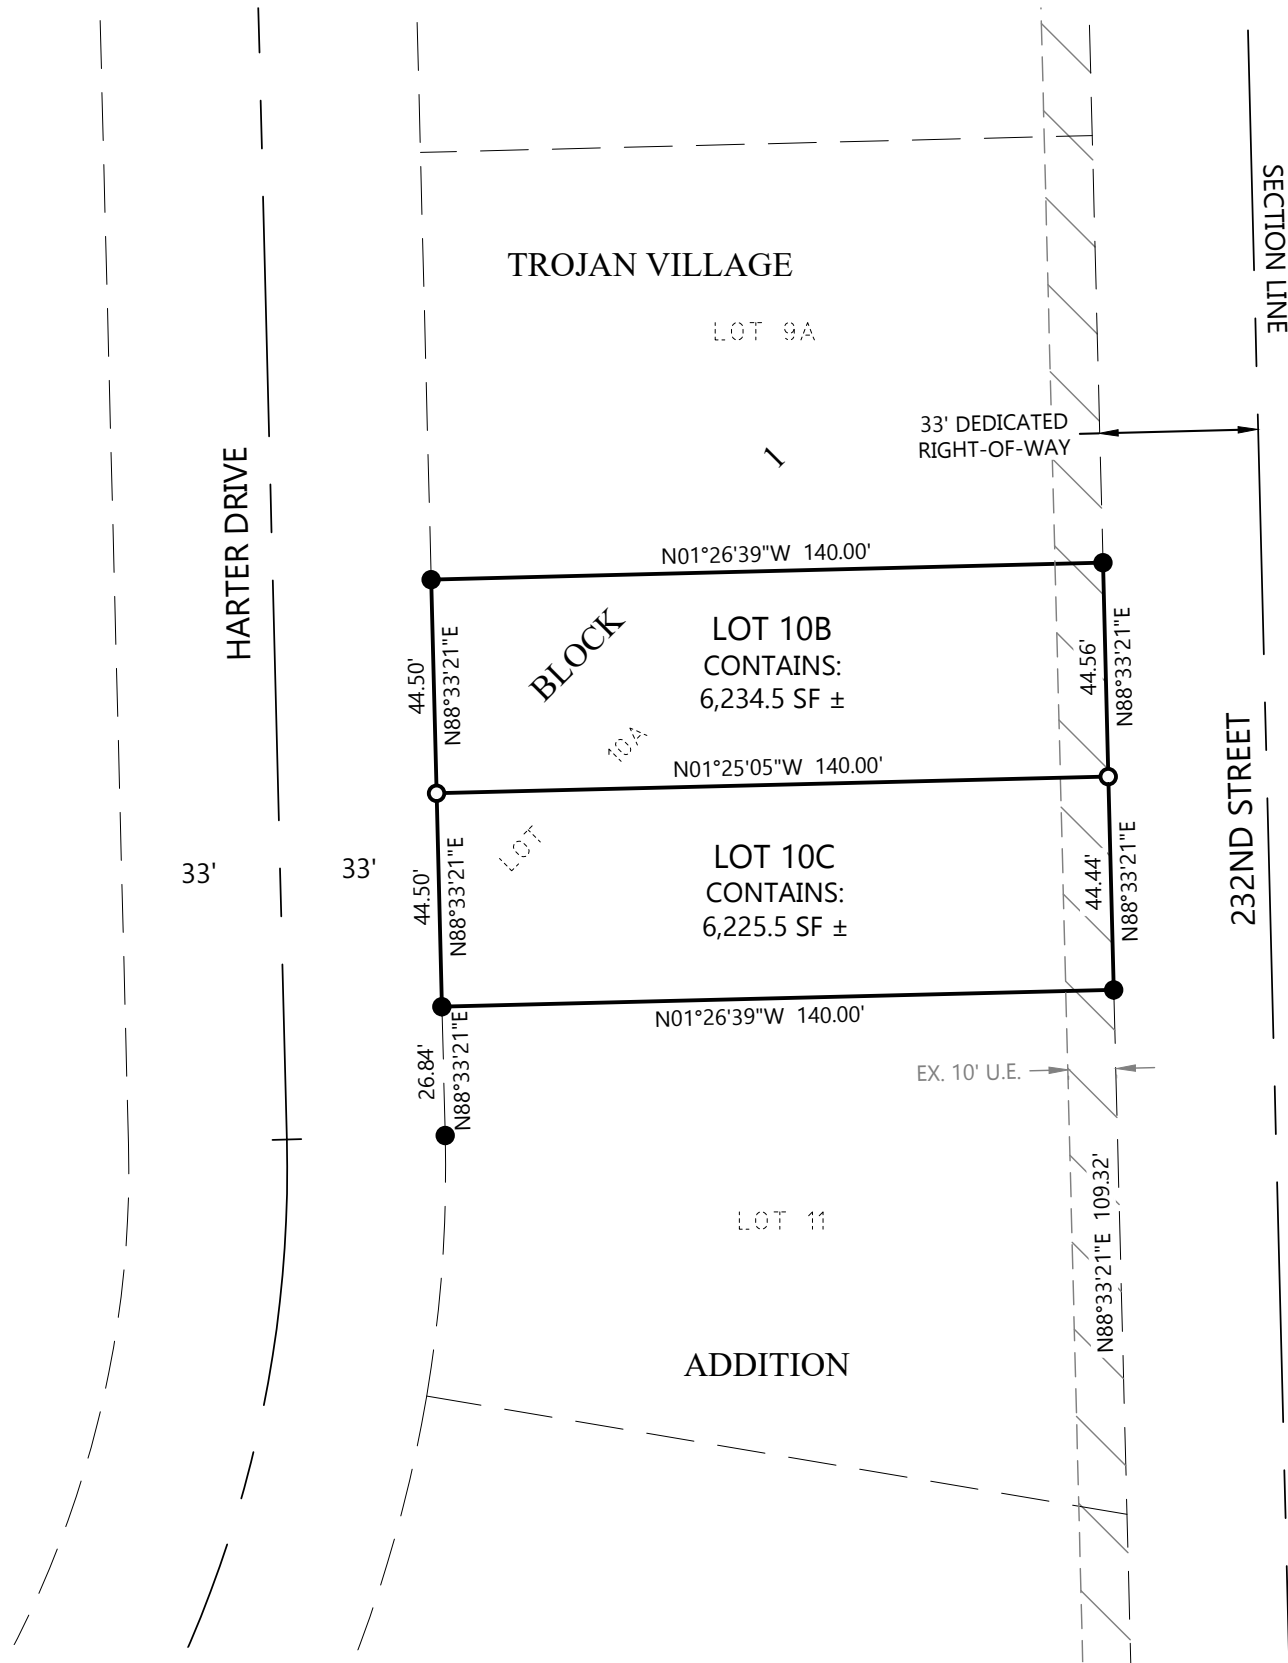 SECTION LINE
TROJAN VILLAGE
LOT 9A
33' DEDICATED
RIGHT-OF-WAY
1
HARTER DRIVE
N01°26'39"W 140.00'
BLOCK
LOT 10B
CONTAINS:
6,234.5 SF ±
44.50'
N88°33'21"E
44.56'
N88°33'21"E
10A
N01°25'05"W 140.00'
232ND STREET
LOT
33'
33'
LOT 10C
CONTAINS:
6,225.5 SF ±
44.50'
N88°33'21"E
44.44'
N88°33'21"E
N01°26'39"W 140.00'
26.84'
N88°33'21"E
EX. 10' U.E.
N88°33'21"E 109.32'
LOT 11
ADDITION